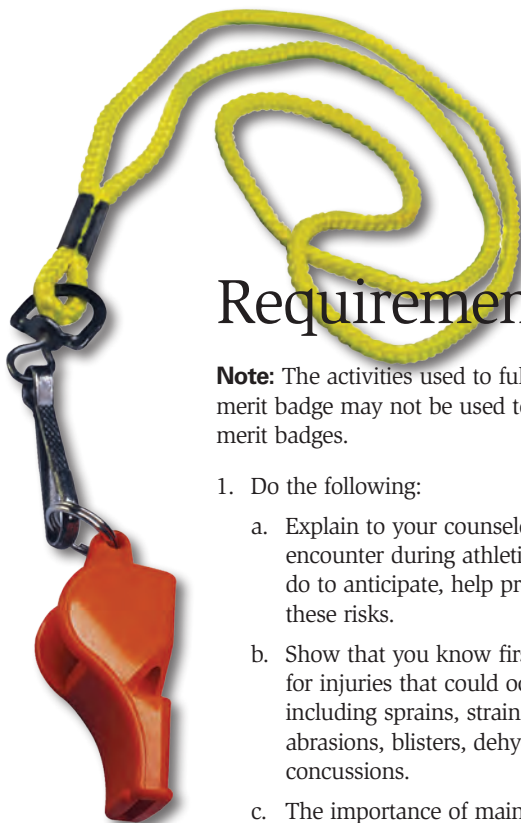 Requiremen
Note: The activities used to ful
merit badge may not be used to
merit badges.
1. Do the following:
a. Explain to your counselo
encounter during athleti
do to anticipate, help pr
these risks.
b. Show that you know firs
for injuries that could oc
including sprains, strain
abrasions, blisters, dehy
concussions.
c. The importance of main